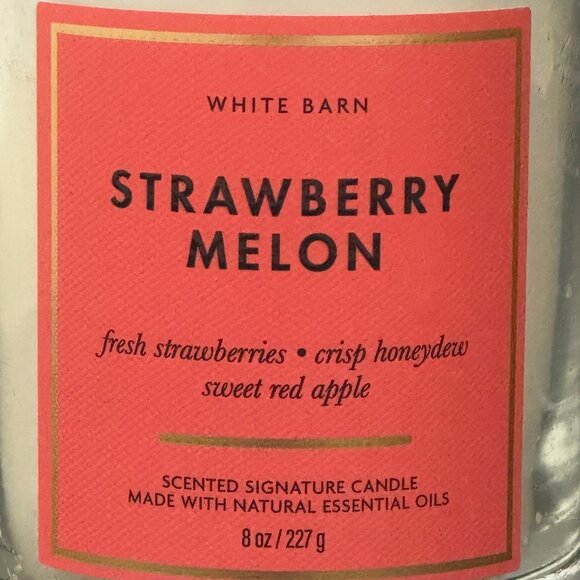 WHITE BARN
STRAWBERRY
MELON
fresh strawberries • crisp honeydew
sweet red apple
SCENTED SIGNATURE CANDLE
MADE WITH NATURAL ESSENTIAL OILS
8 oz / 227 g